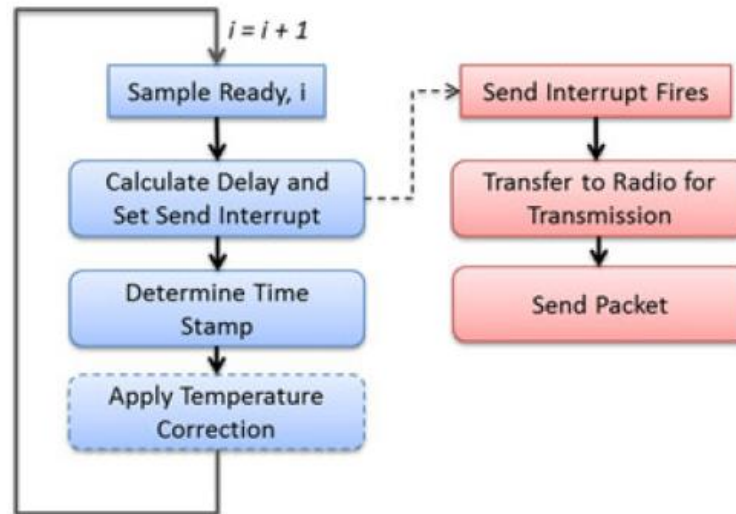 i = i + 1
Sample Ready, i
Calculate Delay and
Set Send Interrupt
Determine Time
Stamp
Apply Temperature
Correction
Send Interrupt Fires
Transfer to Radio for
Transmission
Send Packet